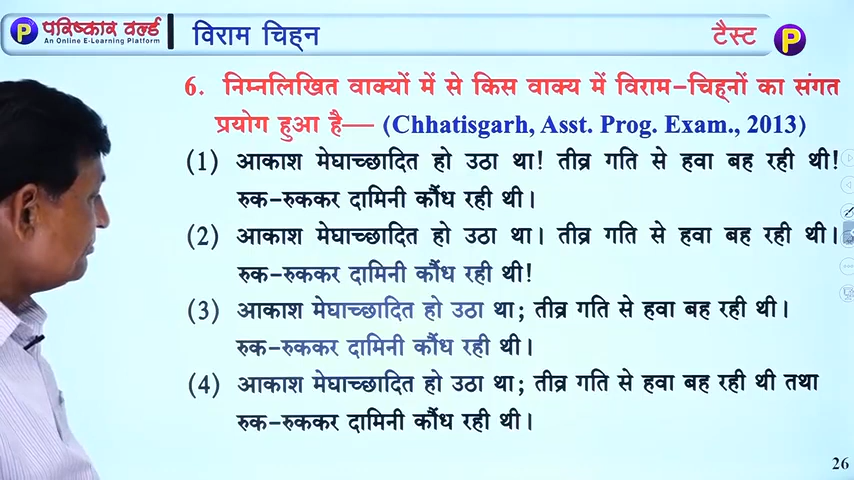 परिष्कार वर्ल्ड
An Online E-Learning Platform
विराम चिह्न
टैस्ट
6. निम्नलिखित वाक्यों में से किस वाक्य में विराम-चिह्नों का संगत
प्रयोग हुआ है— (Chhatisgarh, Asst. Prog. Exam., 2013)
(1) आकाश मेघाच्छादित हो उठा था! तीव्र गति से हवा बह रही थी!
रुक-रुककर दामिनी कौंध रही थी।
(2) आकाश मेघाच्छादित हो उठा था। तीव्र गति से हवा बह रही थी।
रुक-रुककर दामिनी कौंध रही थी!
(3) आकाश मेघाच्छादित हो उठा था; तीव्र गति से हवा बह रही थी।
रुक-रुककर दामिनी कौंध रही थी।
(4) आकाश मेघाच्छादित हो उठा था; तीव्र गति से हवा बह रही थी तथा
रुक-रुककर दामिनी कौंध रही थी।
26